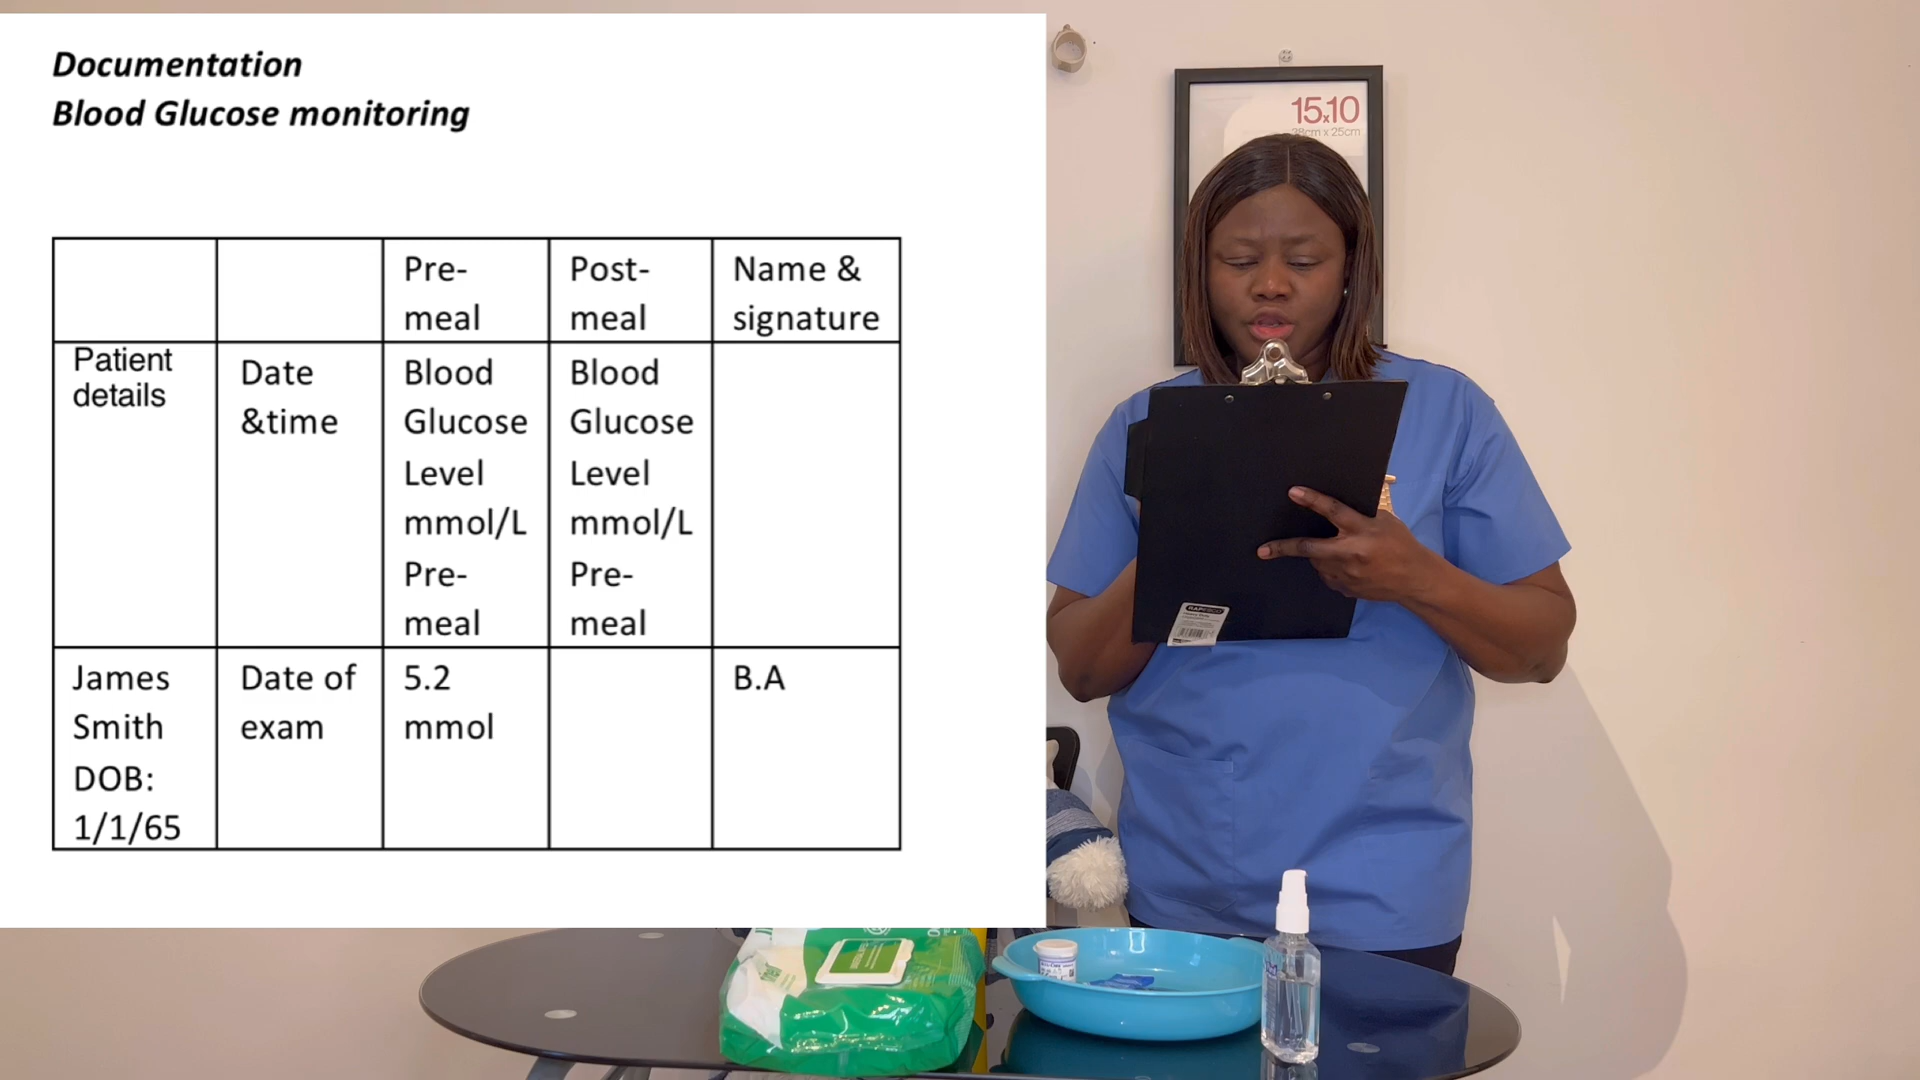 Documentation
Blood Glucose monitoring
Pre-
meal
Post-
meal
Name &
signature
Patient
details
Date
&time
Blood
Glucose
Level
mmol/L
Pre-
meal
Blood
Glucose
Level
mmol/L
Pre-
meal
James
Smith
DOB:
1/1/65
Date of
exam
5.2
mmol
B.A
15x10
38cm x 25cm